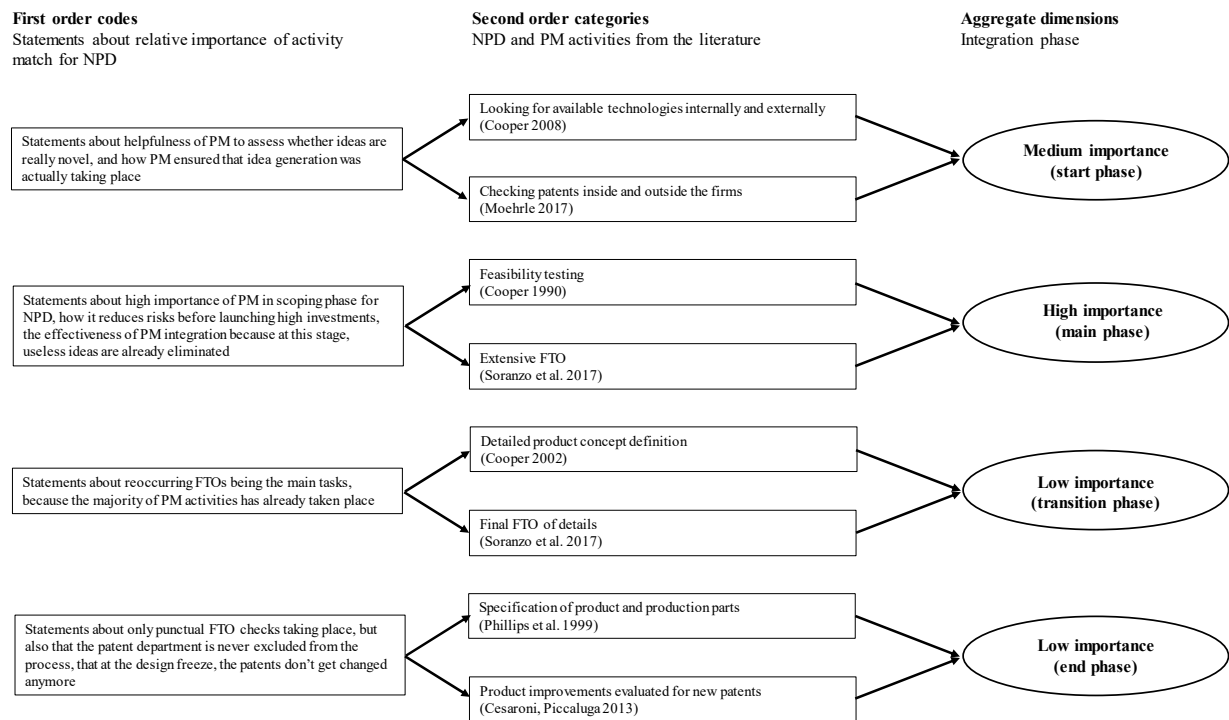 First order codes
Statements about relative importance of activity
match for NPD
Second order categories
NPD and PM activities from the literature
Aggregate dimensions
Integration phase
Statements about helpfulness of PM to assess whether ideas are
really novel, and how PM ensured that idea generation was
actually taking place
Looking for available technologies internally and externally
(Cooper 2008)
Checking patents inside and outside the firms
(Moehrle 2017)
Medium importance
(start phase)
Statements about high importance of PM in scoping phase for
NPD, how it reduces risks before launching high investments,
the effectiveness of PM integration because at this stage,
useless ideas are already eliminated
Feasibility testing
(Cooper 1990)
Extensive FTO
(Soranzo et al. 2017)
High importance
(main phase)
Statements about reoccurring FTOs being the main tasks,
because the majority of PM activities has already taken place
Detailed product concept definition
(Cooper 2002)
Final FTO of details
(Soranzo et al. 2017)
Low importance
(transition phase)
Statements about only punctual FTO checks taking place, but
also that the patent department is never excluded from the
process, that at the design freeze, the patents don't get changed
anymore
Specification of product and production parts
(Phillips et al. 1999)
Product improvements evaluated for new patents
(Cesaroni, Piccaluga 2013)
Low importance
(end phase)